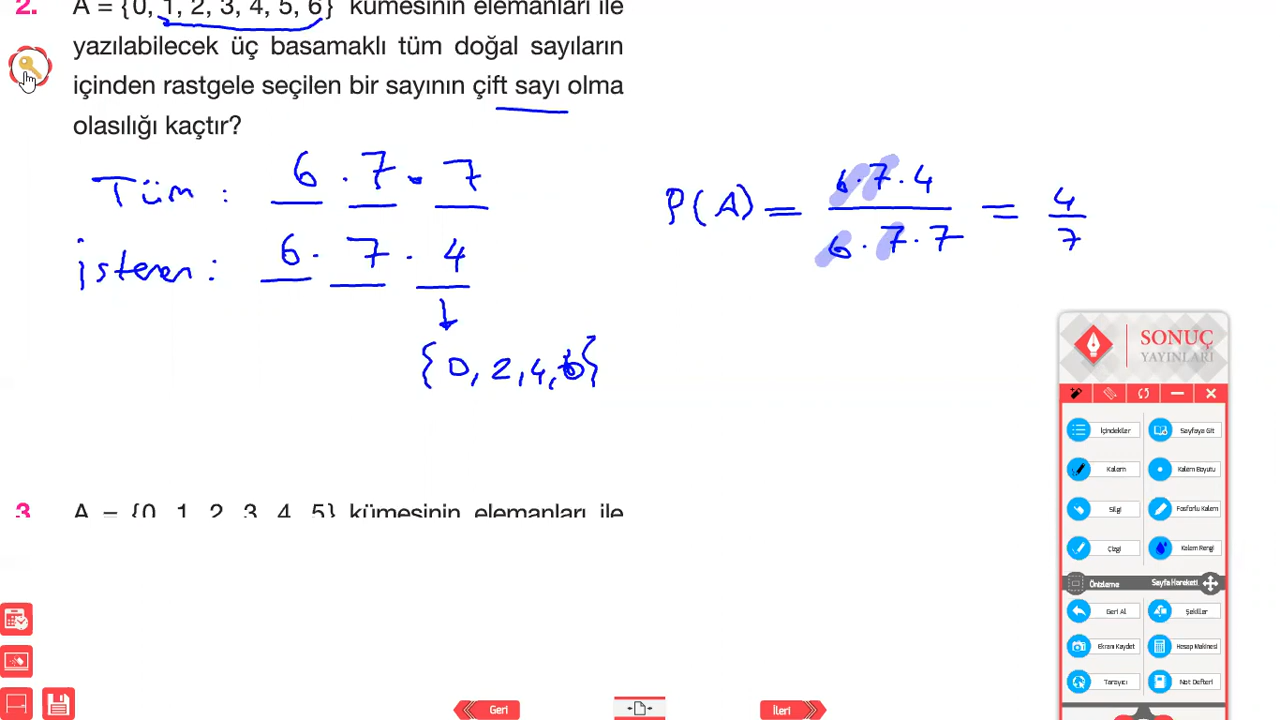 2. A = {0, 1, 2, 3, 4, 5, 6} kümesinin elemanları ile
yazılabilecek üç basamaklı tüm doğal sayıların
içinden rastgele seçilen bir sayının çift sayı olma
olasılığı kaçtır?
Tüm : 6 . 7 . 7
istenen : 6 . 7 . 4
{0, 2, 4, 6}
P(A) = 6.7.4 / 6.7.7 = 4/7
3 A = {0, 1, 2, 3, 4, 5} kümesinin elemanları ile
SONUÇ
YAYINLARI
İçindekiler Sayfaya Git
Kalem Kalem Boyutu
Silgi Fosforlu Kalem
Çizgi Kalem Rengi
Önizleme Sayfa Hareketi
Geri Al Şekiller
Ekran Kaydet Hesap Makinesi
Tarayıcı Not Defteri
Geri İleri